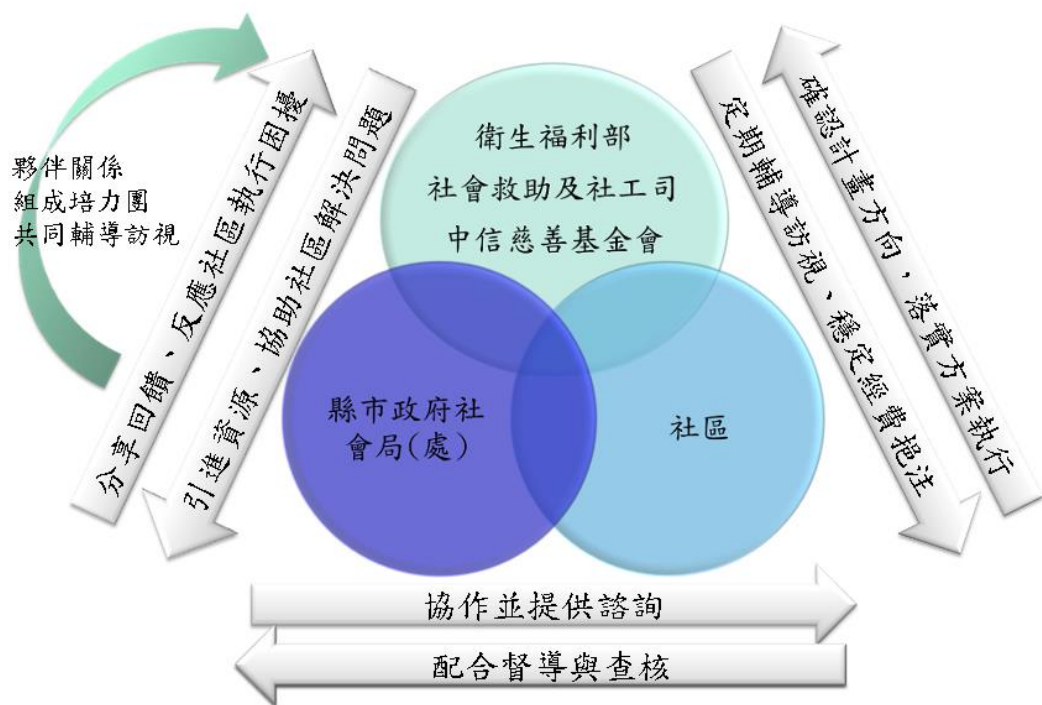 夥伴關係
組成培力團
共同輔導訪視
分享回饋、反應社區執行困擾
引進資源、協助社區解決問題
衛生福利部
社會救助及社工司
中信慈善基金會
定期輔導訪視、穩定經費挹注
確認計畫方向，落實方案執行
縣市政府社
會局(處)
社區
協作並提供諮詢
配合督導與查核